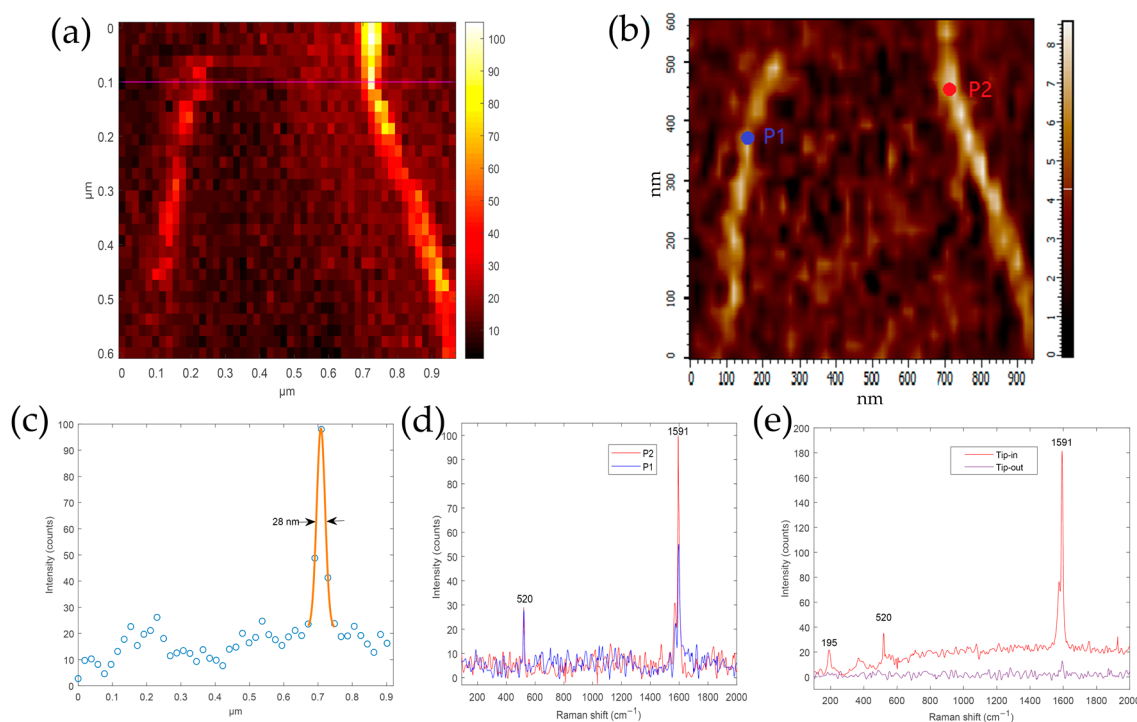 (a)
0
0.1
0.2
0.3
0.4
0.5
0.6
µm
0 0.1 0.2 0.3 0.4 0.5 0.6 0.7 0.8 0.9
µm
100
90
80
70
60
50
40
30
20
10
(b)
600
500
400
300
200
100
0
nm
P1
P2
0 100 200 300 400 500 600 700 800 900
nm
8
7
6
5
4
3
2
1
0
(c)
100
90
80
70
60
50
40
30
20
10
0
Intensity (counts)
28 nm
0 0.1 0.2 0.3 0.4 0.5 0.6 0.7 0.8 0.9
µm
(d)
100
90
80
70
60
50
40
30
20
10
0
Intensity (counts)
1591
P2
P1
520
200 400 600 800 1000 1200 1400 1600 1800 2000
Raman shift (cm⁻¹)
(e)
200
180
160
140
120
100
80
60
40
20
0
Intensity (counts)
1591
Tip-in
Tip-out
520
195
200 400 600 800 1000 1200 1400 1600 1800 2000
Raman shift (cm⁻¹)